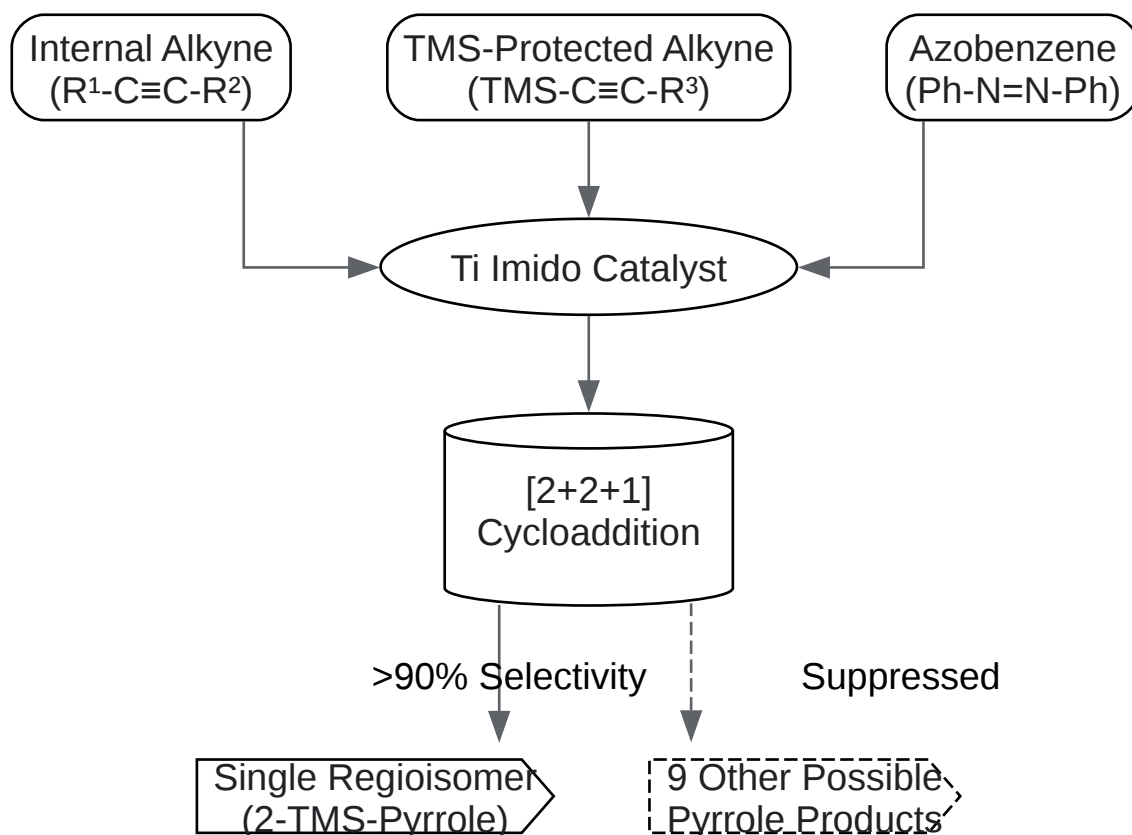 Internal Alkyne
(R¹-C≡C-R²)
TMS-Protected Alkyne
(TMS-C≡C-R³)
Azobenzene
(Ph-N=N-Ph)
Ti Imido Catalyst
[2+2+1]
Cycloaddition
>90% Selectivity
Suppressed
Single Regioisomer
(2-TMS-Pyrrole)
9 Other Possible
Pyrrole Products